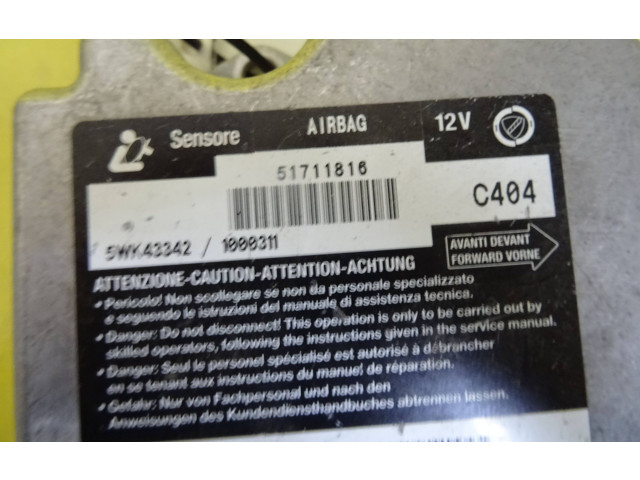 Sensore AIRBAG 12V
51711816
C404
5WK43342 / 1000311
AVANTI DEVANT
FORWARD VORNE
ATTENZIONE-CAUTION-ATTENTION-ACHTUNG
• Pericolo! Non scollegare se non da personale specializzato
e seguendo le istruzioni del manuale di assistenza tecnica.
• Danger: Do not disconnect! This operation is only to be carried out by
skilled operators, following the instructions given in the service manual.
• Danger: Seul le personel spécialisé est autorisé à débrancher
en se tenant aux instructions du manuel de réparation.
• Gefahr: Nur von Fachpersonal und nach den
Anweisungen des Kundendiensthandbuches abtrennen lassen.